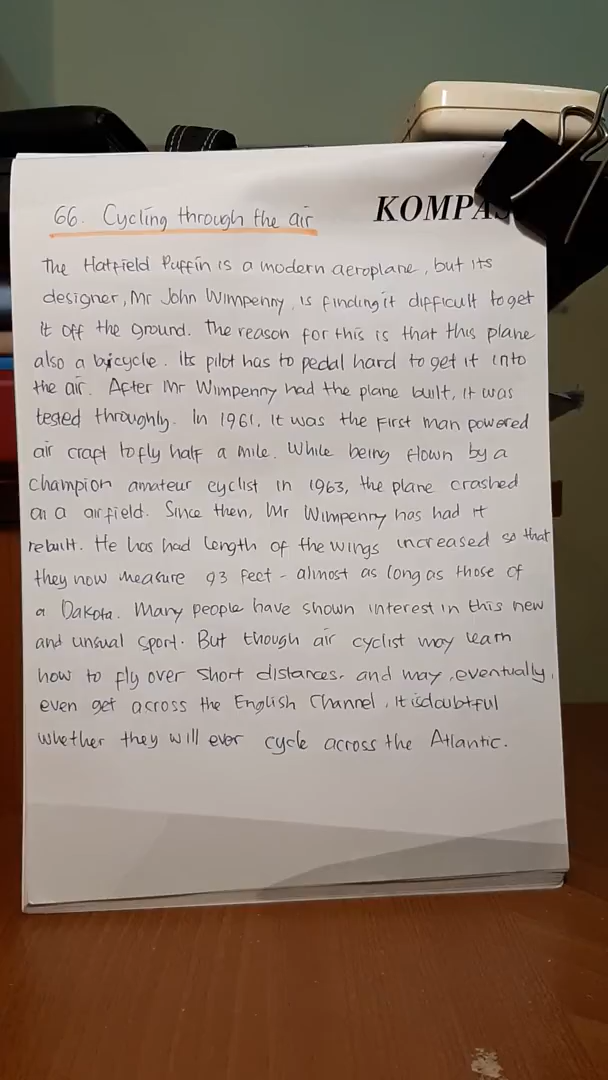 66. Cycling through the air
KOMPAS
The Hatfield Puffin is a modern aeroplane, but its
designer, Mr John Wimpenny, is finding it difficult to get
it off the ground. The reason for this is that this plane
also a bicycle. Its pilot has to pedal hard to get it into
the air. After Mr Wimpenny had the plane built, it was
tested throughly. In 1961, it was the first man powered
air crapt to fly half a mile. While being flown by a
champion amateur cyclist in 1963, the plane crashed
on a airfield. Since then, Mr Wimpenny has had it
rebuilt. He has had length of the wings increased so that
they now measure 93 feet - almost as long as those of
a Dakota. Many people have shown interest in this new
and unsual sport. But though air cyclist may learn
how to fly over short distances, and may, eventually,
even get across the English Channel, It is doubtful
whether they will ever cycle across the Atlantic.